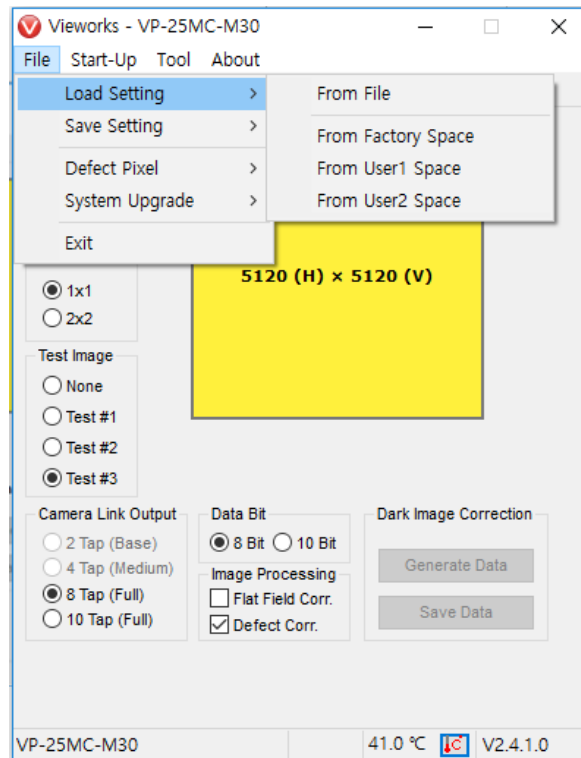 Vieworks - VP-25MC-M30
File Start-Up Tool About
Load Setting > From File
Save Setting > From Factory Space
Defect Pixel > From User1 Space
System Upgrade > From User2 Space
Exit
5120 (H) × 5120 (V)
1x1
2x2
Test Image
None
Test #1
Test #2
Test #3
Camera Link Output
2 Tap (Base)
4 Tap (Medium)
8 Tap (Full)
10 Tap (Full)
Data Bit
8 Bit 10 Bit
Image Processing
Flat Field Corr.
Defect Corr.
Dark Image Correction
Generate Data
Save Data
VP-25MC-M30 41.0 ℃ V2.4.1.0